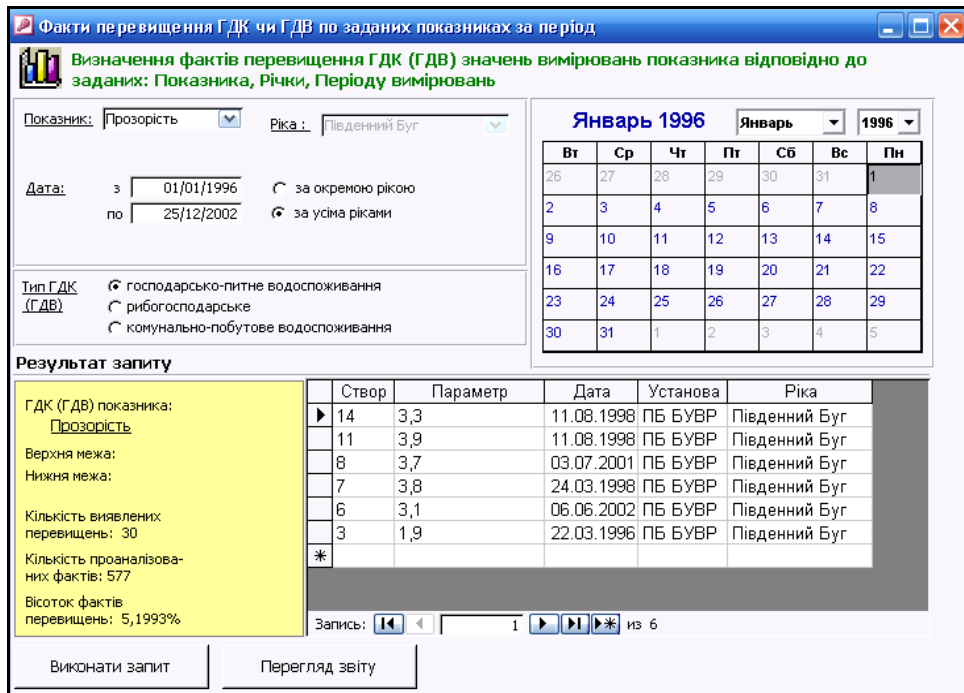 Факти перевищення ГДК чи ГДВ по заданих показниках за період
Визначення фактів перевищення ГДК (ГДВ) значень вимірювань показника відповідно до
заданих: Показника, Річки, Періоду вимірювань
Показник: Прозорість Ріка : Південний Буг
Дата: з 01/01/1996 за окремою рікою
по 25/12/2002 за усіма ріками
Тип ГДК господарсько-питне водоспоживання
(ГДВ) рибогосподарське
комунально-побутове водоспоживання
Январь 1996 Январь 1996
Вт Ср Чт Пт Сб Вс Пн
26 27 28 29 30 31 1
2 3 4 5 6 7 8
9 10 11 12 13 14 15
16 17 18 19 20 21 22
23 24 25 26 27 28 29
30 31 1 2 3 4 5
Результат запиту
ГДК (ГДВ) показника:
Прозорість
Верхня межа:
Нижня межа:
Кількість виявлених
перевищень: 30
Кількість проаналізова-
них фактів: 577
Вісоток фактів
перевищень: 5,1993%
Створ Параметр Дата Установа Ріка
14 3,3 11.08.1998 ПБ БУВР Південний Буг
11 3,9 11.08.1998 ПБ БУВР Південний Буг
8 3,7 03.07.2001 ПБ БУВР Південний Буг
7 3,8 24.03.1998 ПБ БУВР Південний Буг
6 3,1 06.06.2002 ПБ БУВР Південний Буг
3 1,9 22.03.1996 ПБ БУВР Південний Буг
Запись: 1 из 6
Виконати запит Перегляд звіту